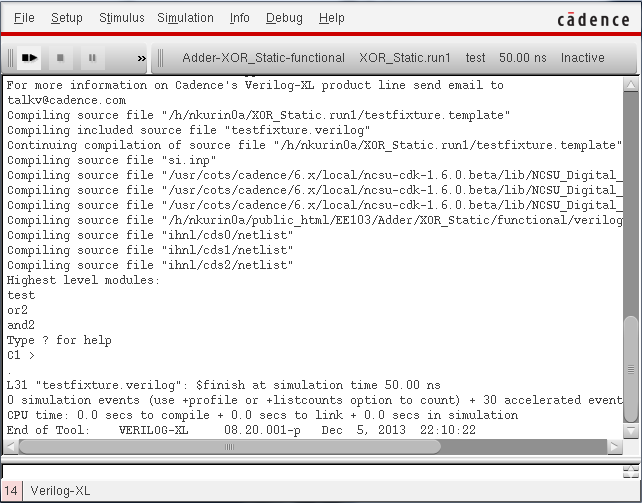 File Setup Stimulus Simulation Info Debug Help cādence
» Adder-XOR_Static-functional XOR_Static.run1 test 50.00 ns Inactive
For more information on Cadence's Verilog-XL product line send email to
talkv@cadence.com
Compiling source file "/h/nkurin0a/XOR_Static.run1/testfixture.template"
Compiling included source file "testfixture.verilog"
Continuing compilation of source file "/h/nkurin0a/XOR_Static.run1/testfixture.template"
Compiling source file "si.inp"
Compiling source file "/usr/cots/cadence/6.x/local/ncsu-cdk-1.6.0.beta/lib/NCSU_Digital_
Compiling source file "/usr/cots/cadence/6.x/local/ncsu-cdk-1.6.0.beta/lib/NCSU_Digital_
Compiling source file "/usr/cots/cadence/6.x/local/ncsu-cdk-1.6.0.beta/lib/NCSU_Digital_
Compiling source file "/h/nkurin0a/public_html/EE103/Adder/XOR_Static/functional/verilog
Compiling source file "ihnl/cds0/netlist"
Compiling source file "ihnl/cds1/netlist"
Compiling source file "ihnl/cds2/netlist"
Highest level modules:
test
or2
and2
Type ? for help
C1 >
.
L31 "testfixture.verilog": $finish at simulation time 50.00 ns
0 simulation events (use +profile or +listcounts option to count) + 30 accelerated event
CPU time: 0.0 secs to compile + 0.0 secs to link + 0.0 secs in simulation
End of Tool: VERILOG-XL 08.20.001-p Dec 5, 2013 22:10:22
14 Verilog-XL